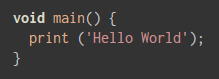 void main() {
  print ('Hello World');
}